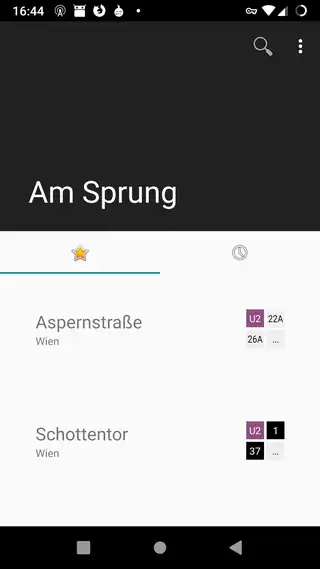 16:44
Am Sprung
Aspernstraße
Wien
U2 22A
26A ...
Schottentor
Wien
U2 1
37 ...